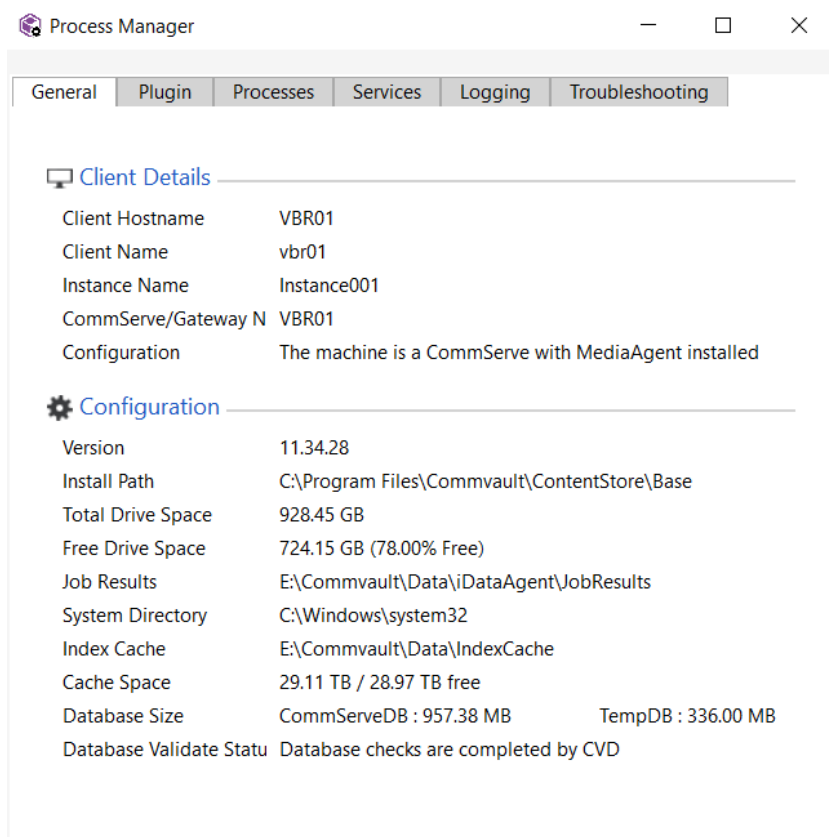 Process Manager
General Plugin Processes Services Logging Troubleshooting
Client Details
Client Hostname VBR01
Client Name vbr01
Instance Name Instance001
CommServe/Gateway N VBR01
Configuration The machine is a CommServe with MediaAgent installed
Configuration
Version 11.34.28
Install Path C:\Program Files\Commvault\ContentStore\Base
Total Drive Space 928.45 GB
Free Drive Space 724.15 GB (78.00% Free)
Job Results E:\Commvault\Data\iDataAgent\JobResults
System Directory C:\Windows\system32
Index Cache E:\Commvault\Data\IndexCache
Cache Space 29.11 TB / 28.97 TB free
Database Size CommServeDB : 957.38 MB TempDB : 336.00 MB
Database Validate Statu Database checks are completed by CVD